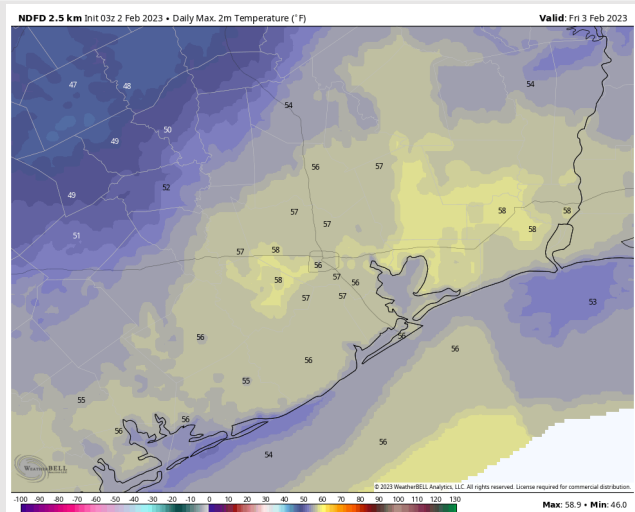 NDFD 2.5 km Init 03z 2 Feb 2023 • Daily Max. 2m Temperature (°F) Valid: Fri 3 Feb 2023
47 48 54
54
49 50
56 57
49 52
57 58 58
57 58
51
57 58
56
58 57 56
57 57 53
56 56
56 56
55
55
56 56
56
54
WeatherBELL
© 2023 WeatherBELL Analytics, LLC. All rights reserved. License required for commercial distribution.
-100 -90 -80 -70 -60 -50 -40 -30 -20 -10 0 10 20 30 40 50 60 70 80 90 100 110 120 130 Max: 58.9 • Min: 46.0